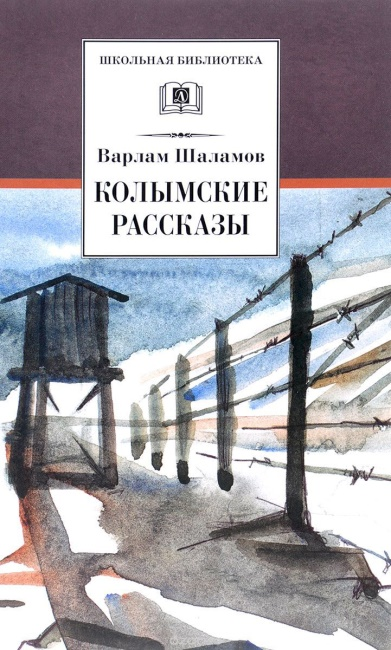 ШКОЛЬНАЯ БИБЛИОТЕКА
Варлам Шаламов
КОЛЫМСКИЕ
РАССКАЗЫ